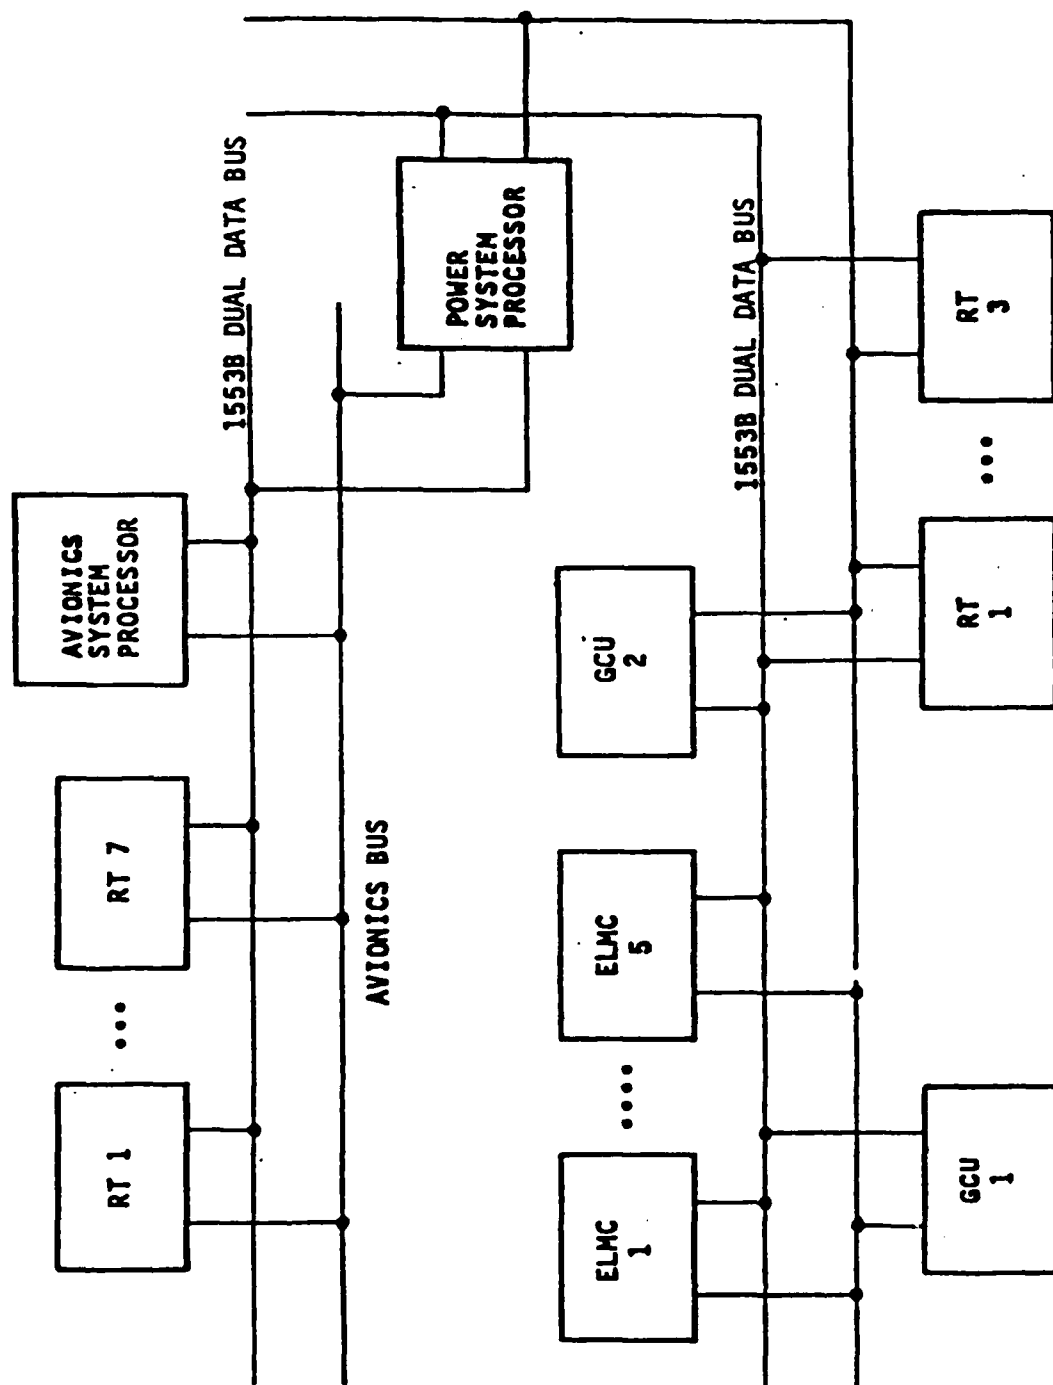 RT 1
•••
RT 7
AVIONICS
SYSTEM
PROCESSOR
1553B DUAL DATA BUS
AVIONICS BUS
POWER
SYSTEM
PROCESSOR
ELMC
1
••••
ELMC
5
GCU
2
1553B DUAL DATA BUS
GCU
1
RT
1
•••
RT
3